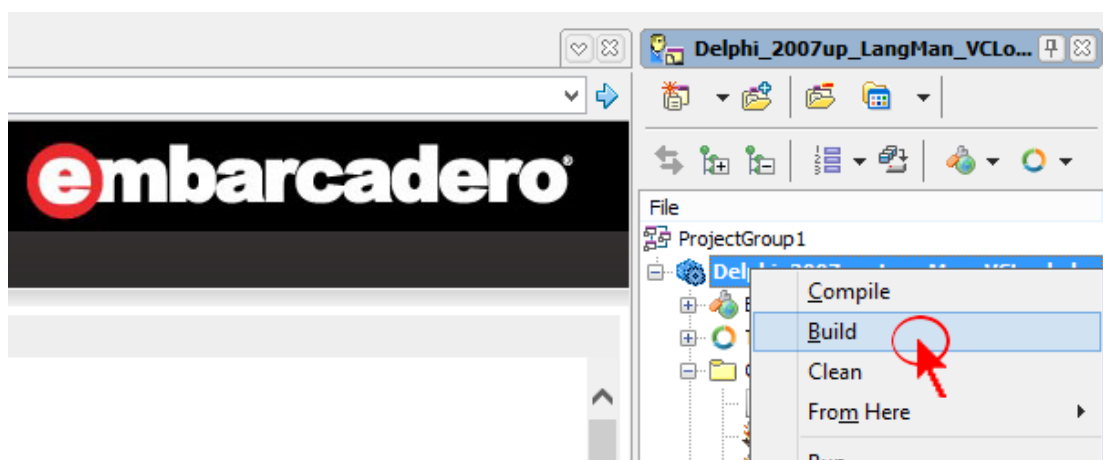 Delphi_2007up_LangMan_VCLo...
embarcadero®
File
ProjectGroup1
Compile
Build
Clean
From Here